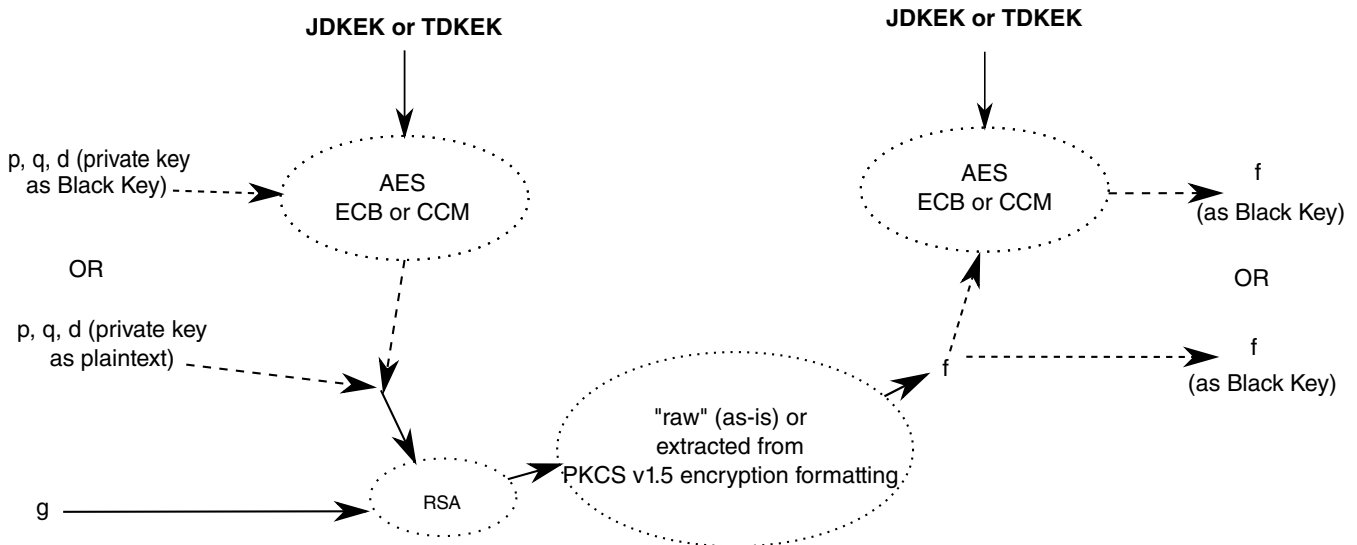 JDKEK or TDKEK
JDKEK or TDKEK
p, q, d (private key
as Black Key)
AES
ECB or CCM
AES
ECB or CCM
f
(as Black Key)
OR
OR
p, q, d (private key
as plaintext)
f
f
(as Black Key)
"raw" (as-is) or
extracted from
PKCS v1.5 encryption formatting
RSA
g